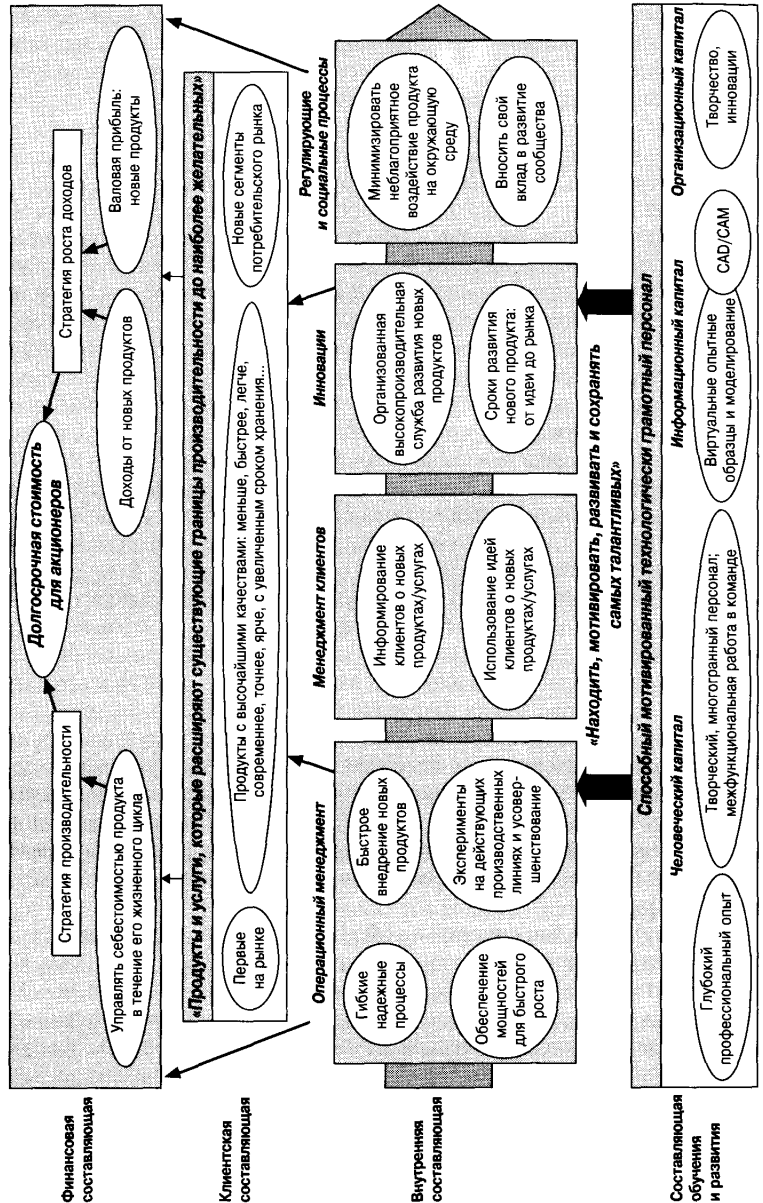 Финансовая
составляющая
Долгосрочная стоимость
для акционеров
Стратегия производительности
Стратегия роста доходов
Управлять себестоимостью продукта
в течение его жизненного цикла
Доходы от новых продуктов
Валовая прибыль:
новые продукты
Клиентская
составляющая
«Продукты и услуги, которые расширяют существующие границы производительности до наиболее желательных»
Первые
на рынке
Продукты с высочайшими качествами: меньше, быстрее, легче,
современнее, точнее, ярче, с увеличенным сроком хранения...
Новые сегменты
потребительского рынка
Внутренняя
составляющая
Операционный менеджмент
Гибкие
надежные
процессы
Быстрое
внедрение новых
продуктов
Обеспечение
мощностей
для быстрого
роста
Эксперименты
на действующих
производственных
линиях и усовер-
шенствование
Менеджмент клиентов
Информирование
клиентов о новых
продуктах/услугах
Использование идей
клиентов о новых
продуктах/услугах
Инновации
Организованная
высокопроизводительная
служба развития новых
продуктов
Сроки развития
нового продукта:
от идеи до рынка
Регулирующие
и социальные процессы
Минимизировать
неблагоприятное
воздействие продукта
на окружающую
среду
Вносить свой
вклад в развитие
сообщества
«Находить, мотивировать, развивать и сохранять
самых талантливых»
Составляющая
обучения
и развития
Способный мотивированный технологически грамотный персонал
Человеческий капитал
Информационный капитал
Организационный капитал
Глубокий
профессиональный опыт
Творческий, многогранный персонал;
межфункциональная работа в команде
Виртуальные опытные
образцы и моделирование
CAD/CAM
Творчество,
инновации